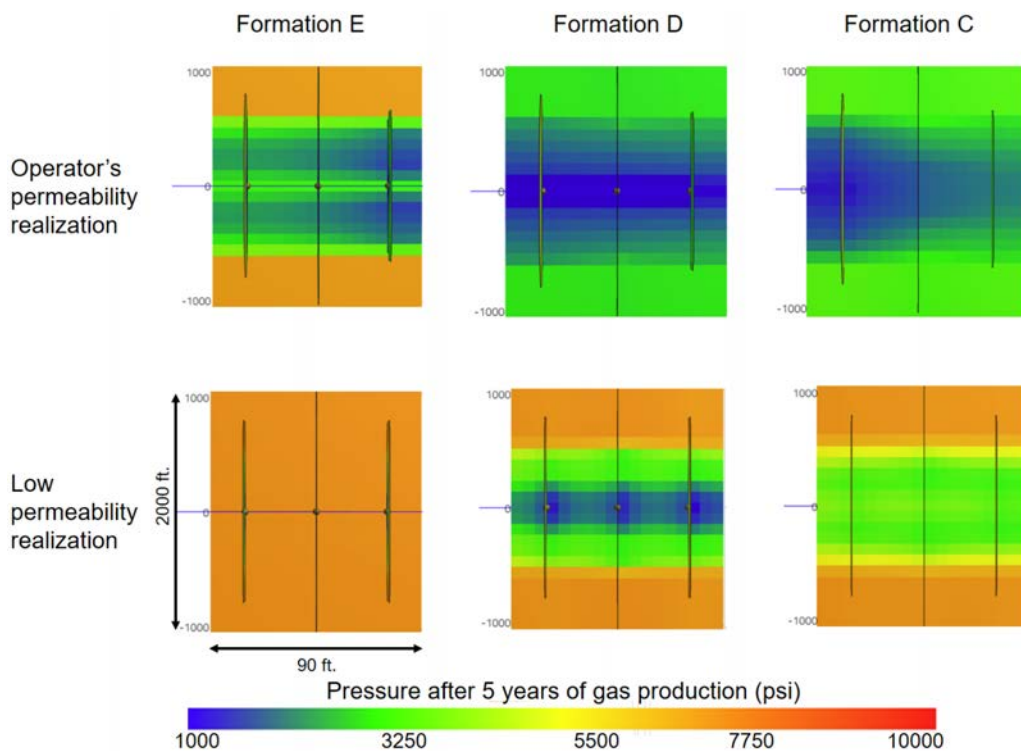 Formation E
Formation D
Formation C
Operator's
permeability
realization
1000
0
-1000
1000
0
-1000
1000
0
-1000
Low
permeability
realization
2000 ft.
1000
0
-1000
1000
0
-1000
1000
0
-1000
90 ft.
Pressure after 5 years of gas production (psi)
1000 3250 5500 7750 10000